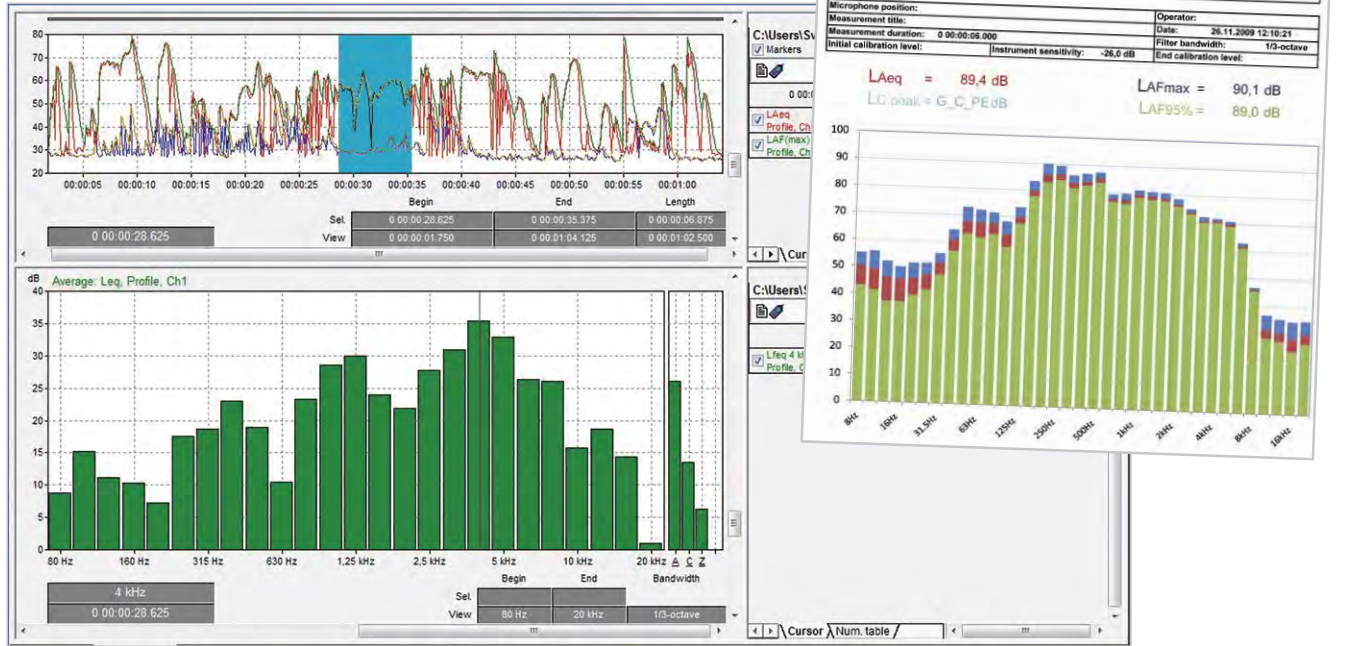 80
70
60
50
40
30
20
00:00:05 00:00:10 00:00:15 00:00:20 00:00:25 00:00:30 00:00:35 00:00:40 00:00:45 00:00:50 00:00:55 00:01:00
Begin End Length
Sel. 0 00:00:28.625 0 00:00:35.375 0 00:00:06.875
0 00:00:28.625 View 0 00:00:01.750 0 00:01:04.125 0 00:01:02.500
C:\Users\Sv
Markers
0 00:0
LAeq
Profile, Ch
LAF(max)
Profile, Ch
Cur
Microphone position:
Measurement title: Operator:
Measurement duration: 0 00:00:06.000 Date: 26.11.2009 12:10:21
Initial calibration level: Instrument sensitivity: -26,0 dB Filter bandwidth: 1/3-octave
End calibration level:
LAeq = 89,4 dB LAFmax = 90,1 dB
LC peak = G_C_PEdB LAF95% = 89,0 dB
100
90
80
70
60
50
40
30
20
10
0
8Hz 16Hz 31.5Hz 63Hz 125Hz 250Hz 500Hz 1kHz 2kHz 4kHz 8kHz 16kHz
dB Average: Leq, Profile, Ch1
40
35
30
25
20
15
10
5
0
80 Hz 160 Hz 315 Hz 630 Hz 1,25 kHz 2,5 kHz 5 kHz 10 kHz 20 kHz A C Z
Begin End Bandwidth
4 kHz Sel.
0 00:00:28.625 View 80 Hz 20 kHz 1/3-octave
C:\Users\S
Lfeq 4 kH
Profile, C
Cursor Num. table